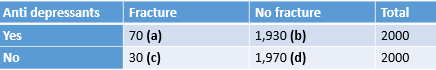 Anti depressants Fracture No fracture Total
Yes 70 (a) 1,930 (b) 2000
No 30 (c) 1,970 (d) 2000